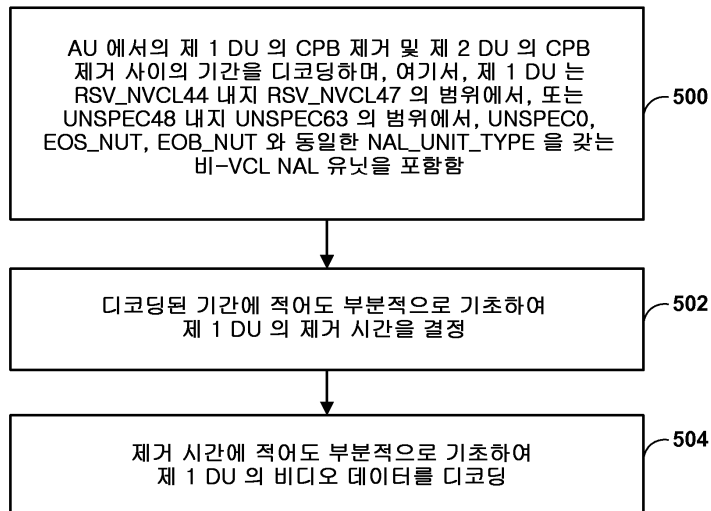 AU 에서의 제 1 DU 의 CPB 제거 및 제 2 DU 의 CPB
제거 사이의 기간을 디코딩하며, 여기서, 제 1 DU 는
RSV_NVCL44 내지 RSV_NVCL47 의 범위에서, 또는
UNSPEC48 내지 UNSPEC63 의 범위에서, UNSPEC0,
EOS_NUT, EOB_NUT 와 동일한 NAL_UNIT_TYPE 을 갖는
비-VCL NAL 유닛을 포함함
500
디코딩된 기간에 적어도 부분적으로 기초하여
제 1 DU 의 제거 시간을 결정
502
제거 시간에 적어도 부분적으로 기초하여
제 1 DU 의 비디오 데이터를 디코딩
504